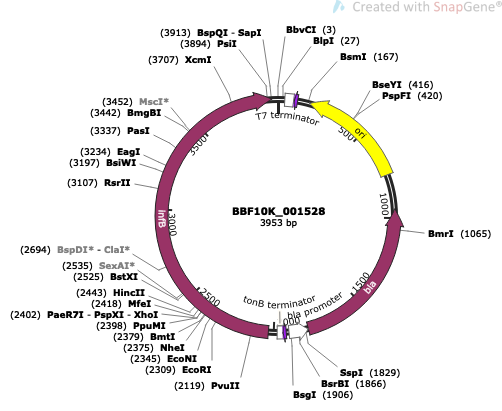 Created with SnapGene®
(3913) BspQI - SapI
(3894) PsiI
(3707) XcmI
BbvCI (3)
BlpI (27)
BsmI (167)
BseYI (416)
PspFI (420)
(3452) MscI*
(3442) BmgBI
(3337) PasI
(3234) EagI
(3197) BsiWI
(3107) RsrII
T7 terminator
ori
500
3500
1000
BBF10K_001528
3953 bp
infB
3000
BmrI (1065)
(2694) BspDI* - ClaI*
(2535) SexAI*
(2525) BstXI
(2443) HincII
(2418) MfeI
(2402) PaeR7I - PspXI - XhoI
(2398) PpuMI
(2379) BmtI
(2375) NheI
(2345) EcoNI
(2309) EcoRI
(2119) PvuII
2500
1500
bla
tonB terminator
bla promoter
SspI (1829)
BsrBI (1866)
BsgI (1906)